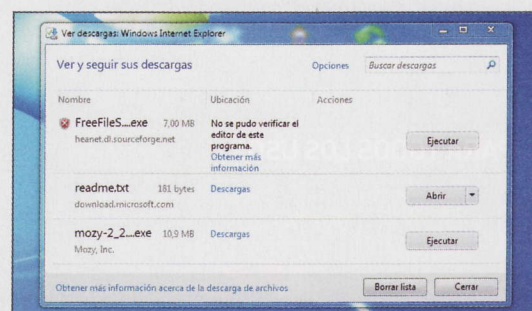 Ver descargas: Windows Internet Explorer
Ver y seguir sus descargas
Opciones
Buscar descargas
Nombre Ubicación Acciones
FreeFileS....exe 7,00 MB
heanet.dl.sourceforge.net
No se pudo verificar el
editor de este
programa.
Obtener más
información
Ejecutar
readme.txt 181 bytes Descargas
download.microsoft.com
Abrir
mozy-2_2....exe 10,9 MB Descargas
Mozy, Inc.
Ejecutar
Obtener más información acerca de la descarga de archivos
Borrar lista Cerrar